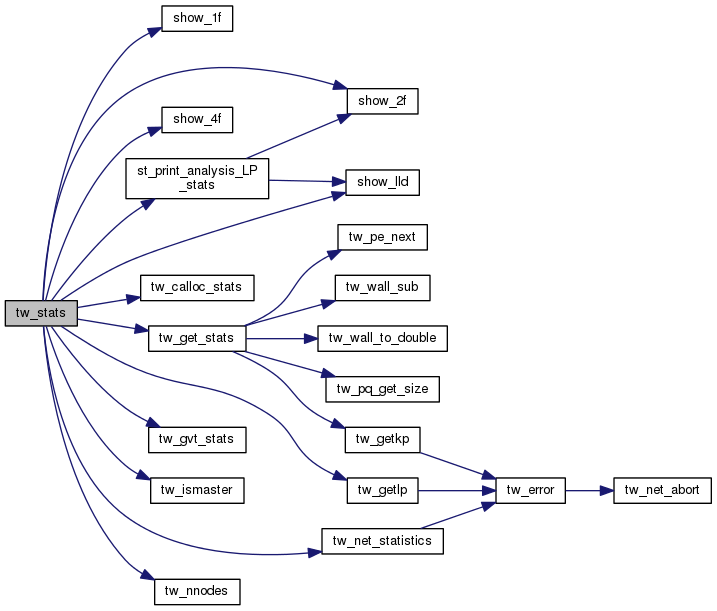 show_1f
show_2f
show_4f
st_print_analysis_LP
_stats
show_lld
tw_pe_next
tw_calloc_stats
tw_wall_sub
tw_stats
tw_get_stats
tw_wall_to_double
tw_pq_get_size
tw_gvt_stats
tw_getkp
tw_ismaster
tw_getlp
tw_error
tw_net_abort
tw_net_statistics
tw_nnodes